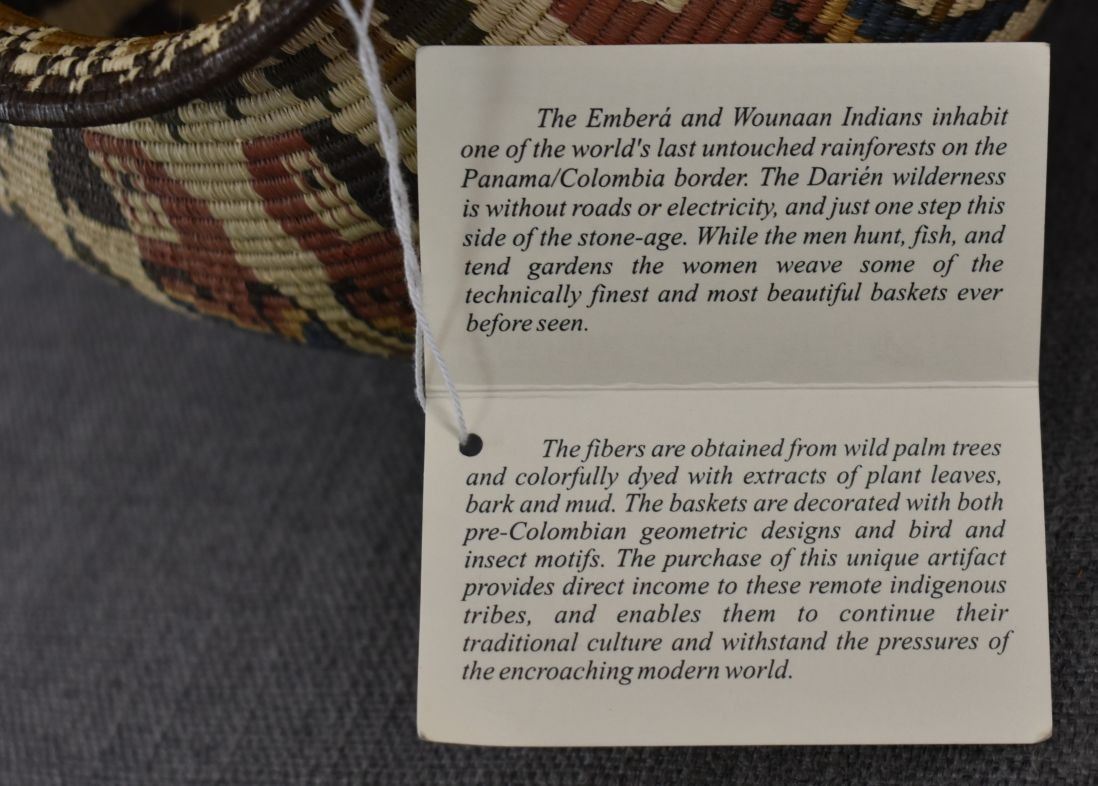 The Emberá and Wounaan Indians inhabit
one of the world's last untouched rainforests on the
Panama/Colombia border. The Darién wilderness
is without roads or electricity, and just one step this
side of the stone-age. While the men hunt, fish, and
tend gardens the women weave some of the
technically finest and most beautiful baskets ever
before seen.
The fibers are obtained from wild palm trees
and colorfully dyed with extracts of plant leaves,
bark and mud. The baskets are decorated with both
pre-Colombian geometric designs and bird and
insect motifs. The purchase of this unique artifact
provides direct income to these remote indigenous
tribes, and enables them to continue their
traditional culture and withstand the pressures of
the encroaching modern world.